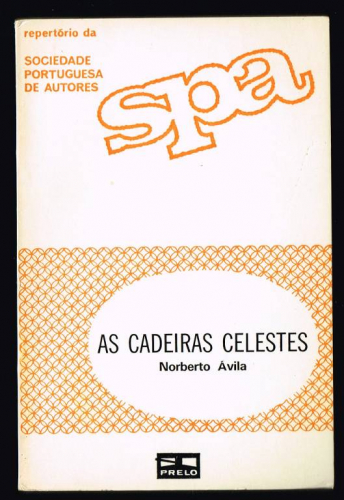 repertório da
SOCIEDADE
PORTUGUESA
DE AUTORES
spa
AS CADEIRAS CELESTES
Norberto Ávila
PRELO